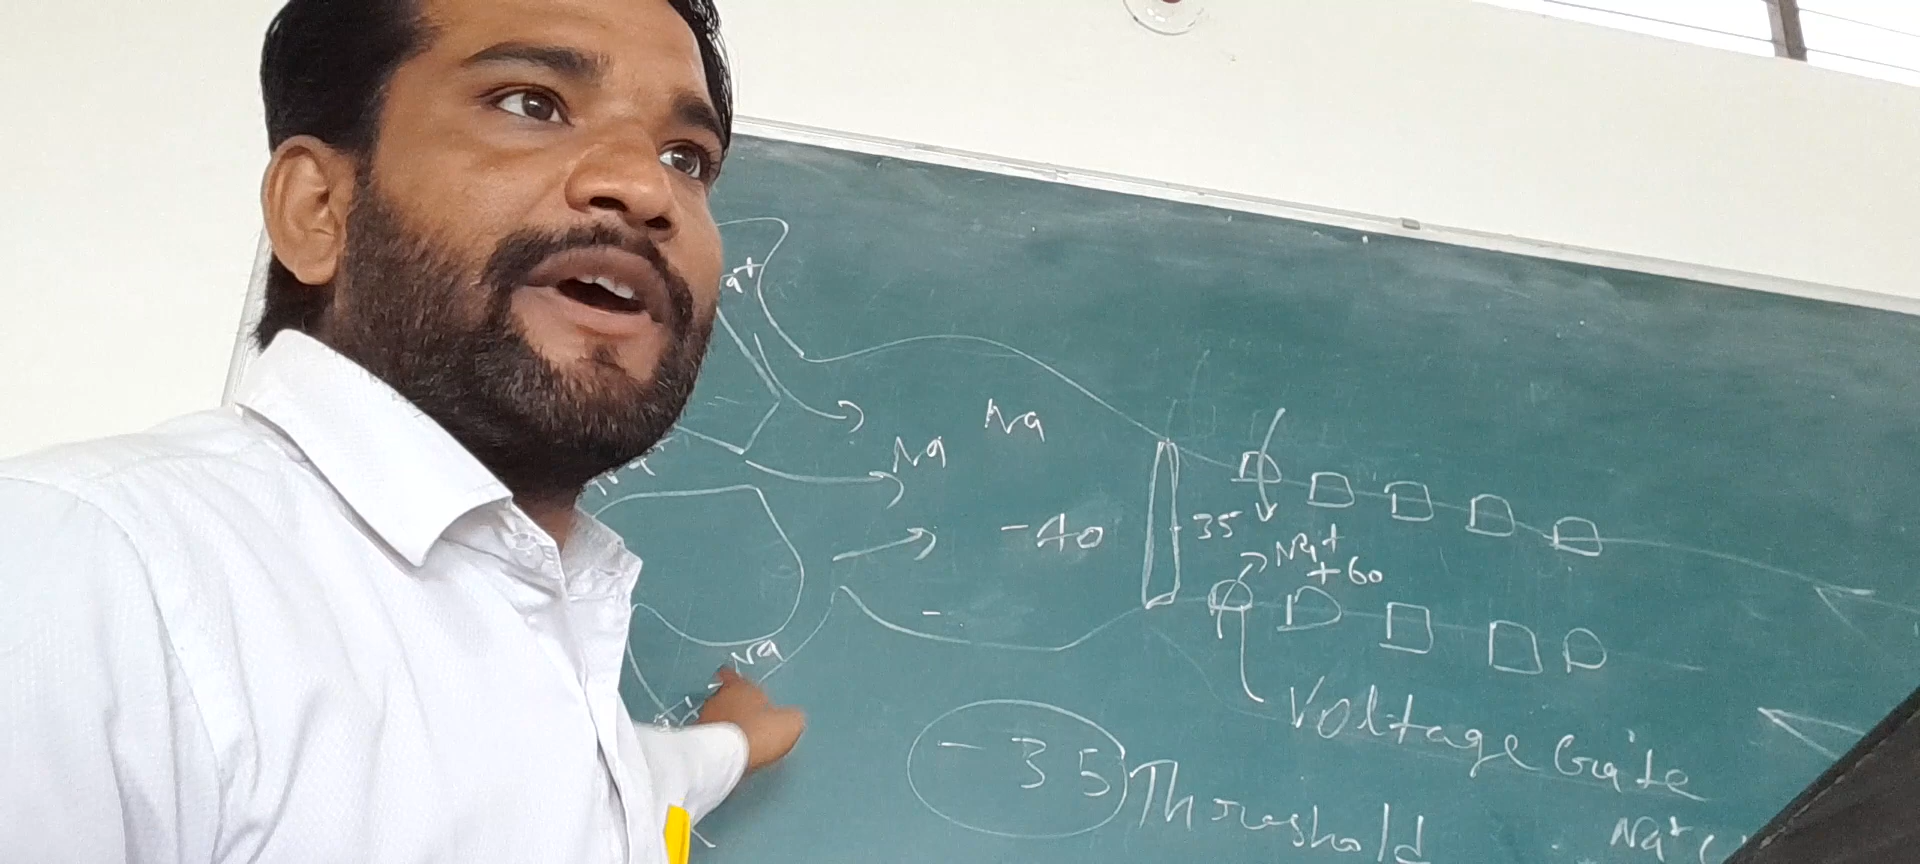 a+
Na
Na
-40
35
Na+
+60
Na
-
Voltage Gate
-35 Threshold
Na+ C